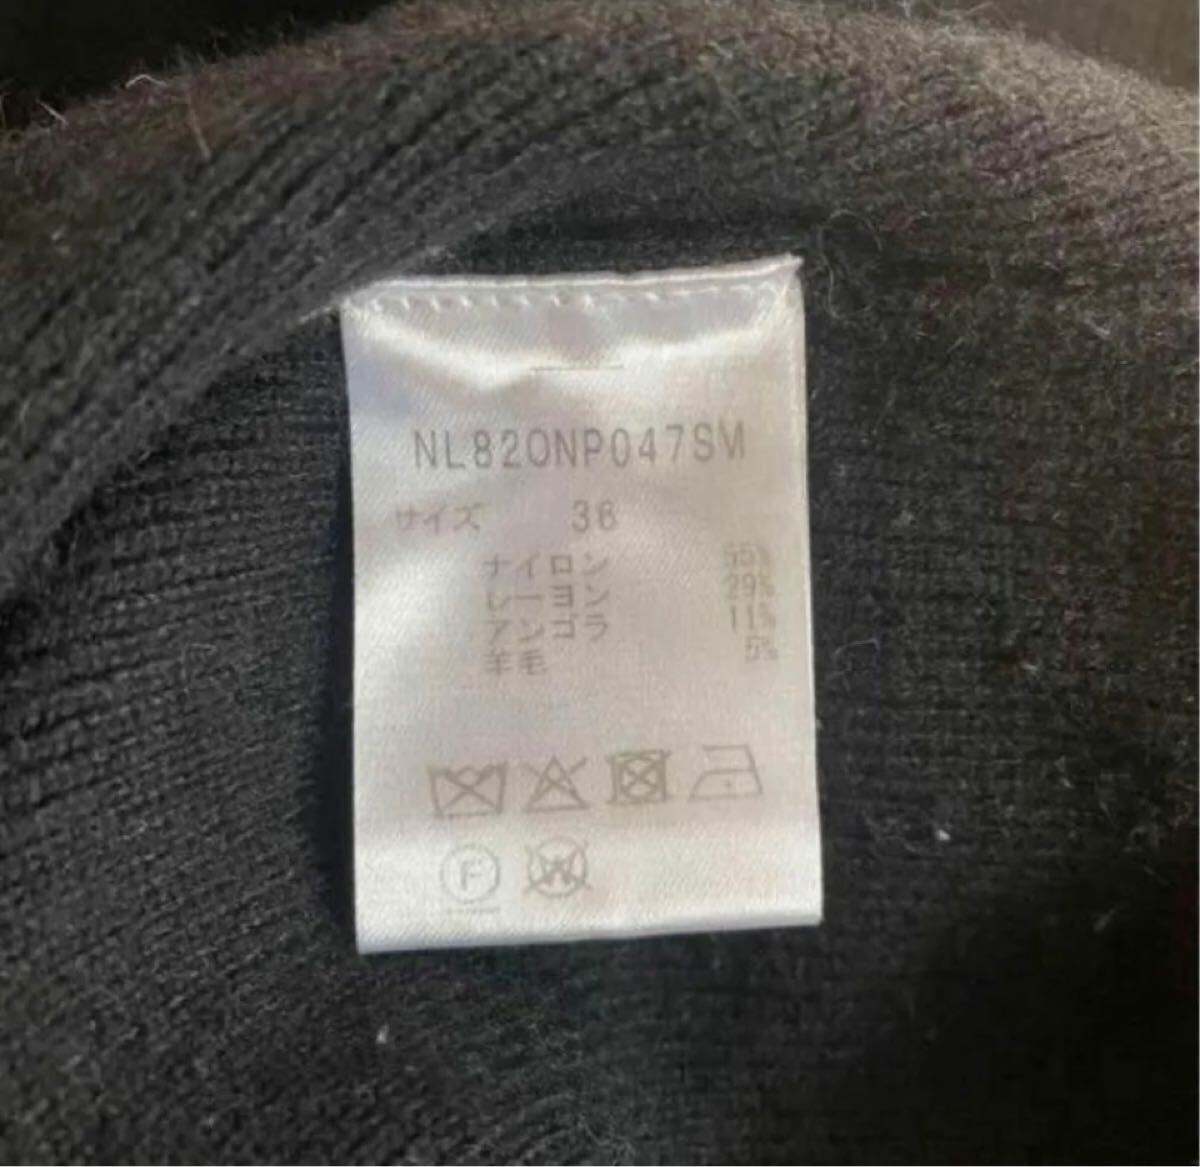 NL820NP047SM
サイズ 36
ナイロン 55%
レーヨン 29%
アンゴラ 11%
羊毛 5%
F W